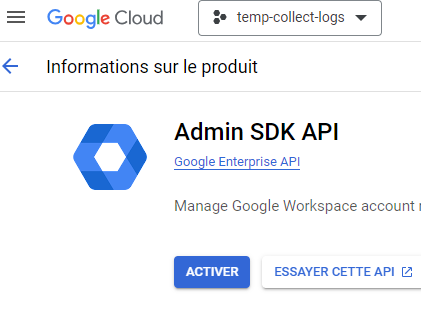 Google Cloud
temp-collect-logs
Informations sur le produit
Admin SDK API
Google Enterprise API
Manage Google Workspace account
ACTIVER
ESSAYER CETTE API